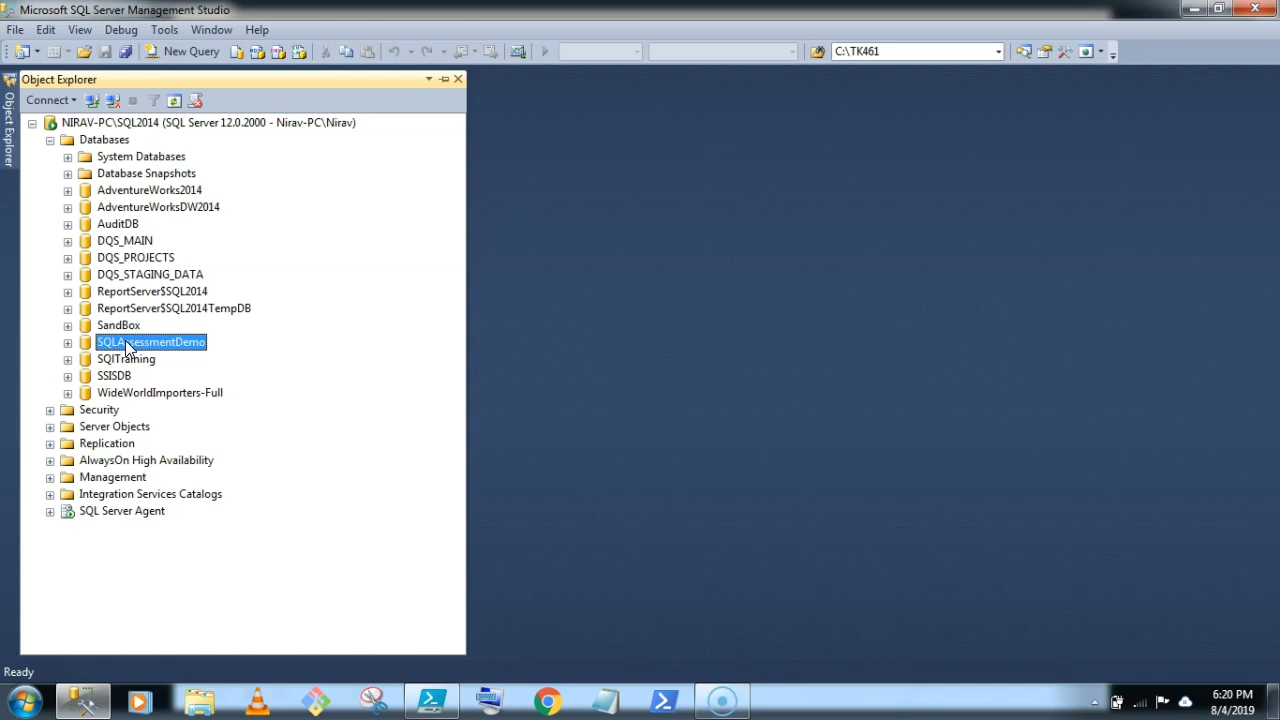 Microsoft SQL Server Management Studio
File Edit View Debug Tools Window Help
New Query C:\TK461
Object Explorer
Object Explorer
Connect
NIRAV-PC\SQL2014 (SQL Server 12.0.2000 - Nirav-PC\Nirav)
Databases
System Databases
Database Snapshots
AdventureWorks2014
AdventureWorksDW2014
AuditDB
DQS_MAIN
DQS_PROJECTS
DQS_STAGING_DATA
ReportServer$SQL2014
ReportServer$SQL2014TempDB
SandBox
SQLAssessmentDemo
SQlTraining
SSISDB
WideWorldImporters-Full
Security
Server Objects
Replication
AlwaysOn High Availability
Management
Integration Services Catalogs
SQL Server Agent
Ready
6:20 PM
8/4/2019